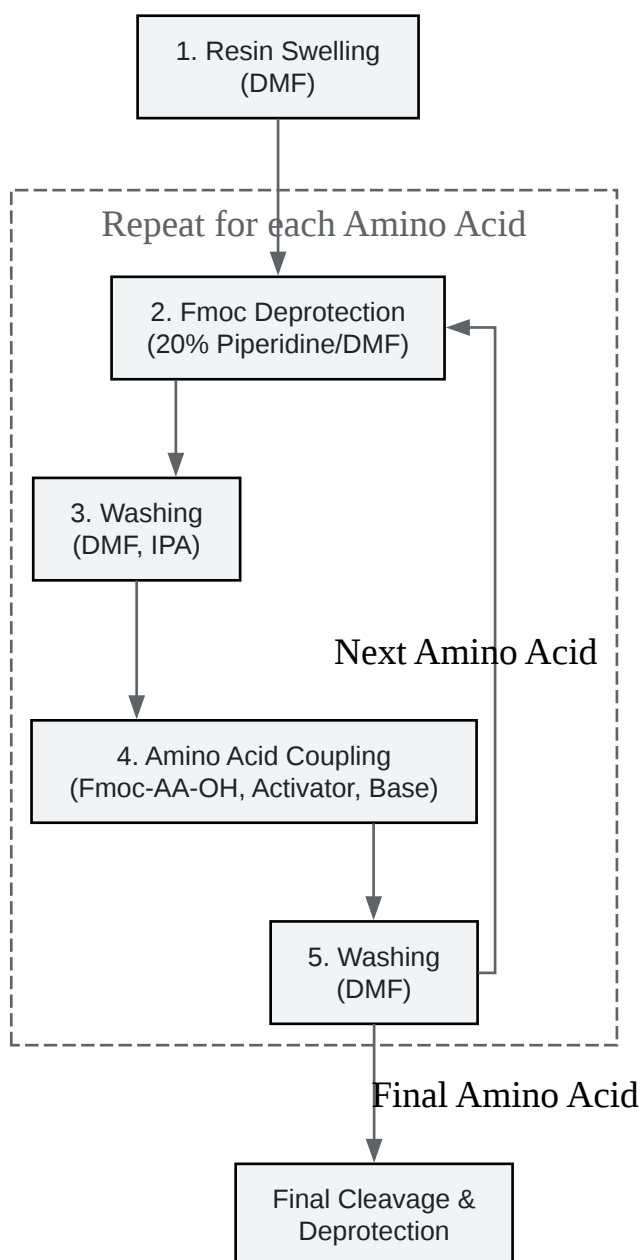 1. Resin Swelling
(DMF)
Repeat for each Amino Acid
2. Fmoc Deprotection
(20% Piperidine/DMF)
3. Washing
(DMF, IPA)
Next Amino Acid
4. Amino Acid Coupling
(Fmoc-AA-OH, Activator, Base)
5. Washing
(DMF)
Final Amino Acid
Final Cleavage &
Deprotection